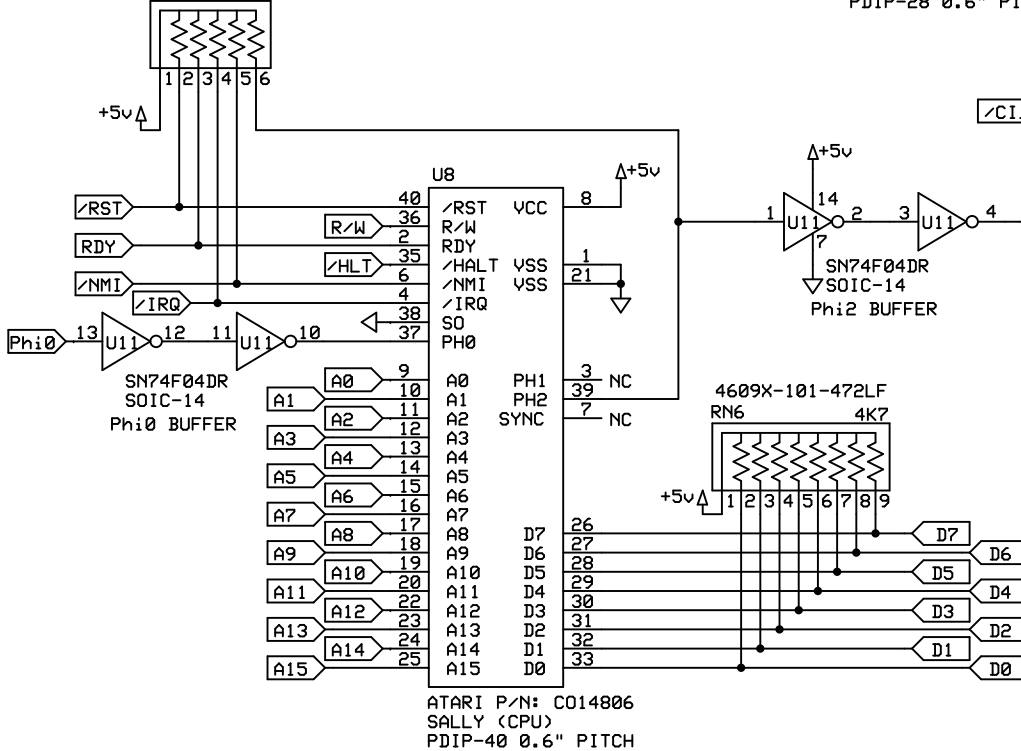 PDIP-28 0.6" PI
1 2 3 4 5 6
+5v
/CI
+5v
+5v
U8
14
/RST 40 /RST VCC 8
1 U11 2 3 U11 4
R/W 36 R/W
7
RDY 2 RDY
/HLT 35 /HALT VSS 1
SN74F04DR
/NMI 6 /NMI VSS 21
SOIC-14
/IRQ 4 /IRQ
Phi2 BUFFER
38 SO
Phi0 13 U11 12 11 U11 10 37 PH0
SN74F04DR
SOIC-14
Phi0 BUFFER
A0 9 A0 PH1 3 NC
A1 10 A1 PH2 39
A2 11 A2 SYNC 7 NC
4609X-101-472LF
RN6 4K7
A3 12 A3
A4 13 A4
A5 14 A5
A6 15 A6
+5v 1 2 3 4 5 6 7 8 9
A7 16 A7
A8 17 A8 D7 26 D7
A9 18 A9 D6 27 D6
A10 19 A10 D5 28 D5
A11 20 A11 D4 29 D4
A12 22 A12 D3 30 D3
A13 23 A13 D2 31 D2
A14 24 A14 D1 32 D1
A15 25 A15 D0 33 D0
ATARI P/N: CO14806
SALLY (CPU)
PDIP-40 0.6" PITCH